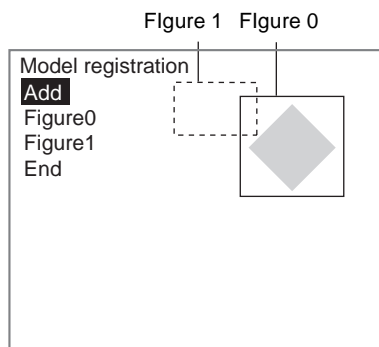 FIgure 1 FIgure 0
Model registration
Add
Figure0
Figure1
End